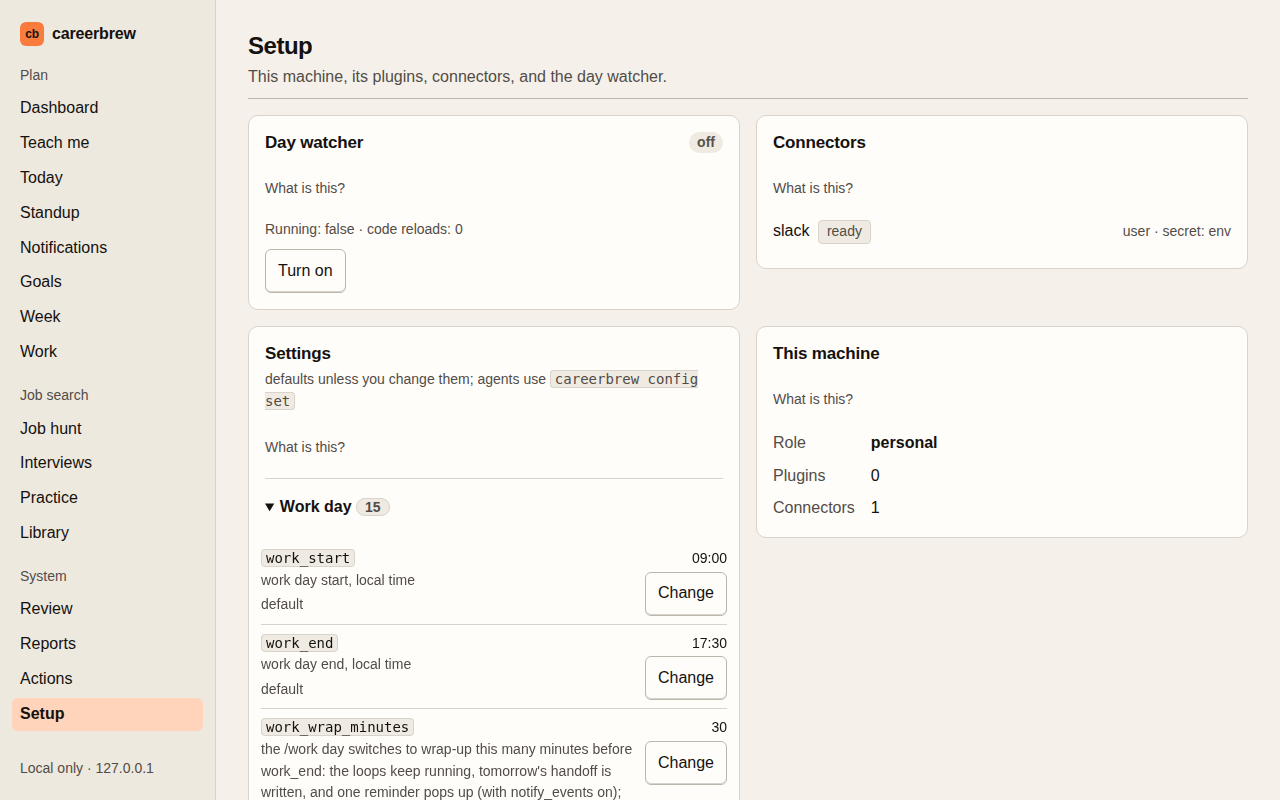 cb careerbrew
Plan
Dashboard
Teach me
Today
Standup
Notifications
Goals
Week
Work
Job search
Job hunt
Interviews
Practice
Library
System
Review
Reports
Actions
Setup
Local only · 127.0.0.1
Setup
This machine, its plugins, connectors, and the day watcher.
Day watcher off
What is this?
Running: false · code reloads: 0
Turn on
Connectors
What is this?
slack ready user · secret: env
Settings
defaults unless you change them; agents use careerbrew config
set
What is this?
Work day 15
work_start 09:00
work day start, local time
default
Change
work_end 17:30
work day end, local time
default
Change
work_wrap_minutes 30
the /work day switches to wrap-up this many minutes before
work_end: the loops keep running, tomorrow's handoff is
written, and one reminder pops up (with notify_events on);
Change
This machine
What is this?
Role personal
Plugins 0
Connectors 1